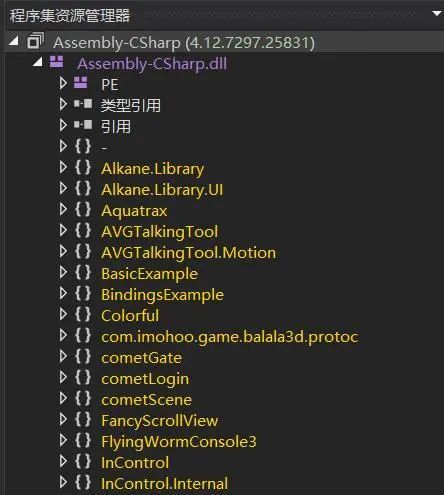 程序集资源管理器
Assembly-CSharp (4.12.7297.25831)
Assembly-CSharp.dll
PE
类型引用
引用
{ } -
{ } Alkane.Library
{ } Alkane.Library.UI
{ } Aquatrax
{ } AVGTalkingTool
{ } AVGTalkingTool.Motion
{ } BasicExample
{ } BindingsExample
{ } Colorful
{ } com.imohoo.game.balala3d.protoc
{ } cometGate
{ } cometLogin
{ } cometScene
{ } FancyScrollView
{ } FlyingWormConsole3
{ } InControl
{ } InControl.Internal